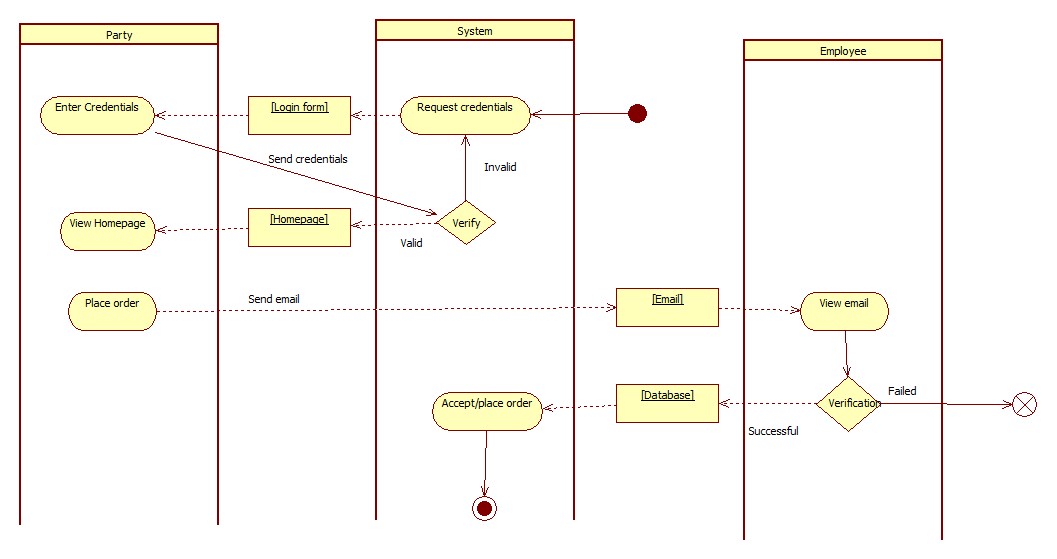 Party
System
Employee
Enter Credentials
[Login form]
Request credentials
Send credentials
Invalid
View Homepage
[Homepage]
Verify
Valid
Place order
Send email
[Email]
View email
Accept/place order
[Database]
Verification
Failed
Successful